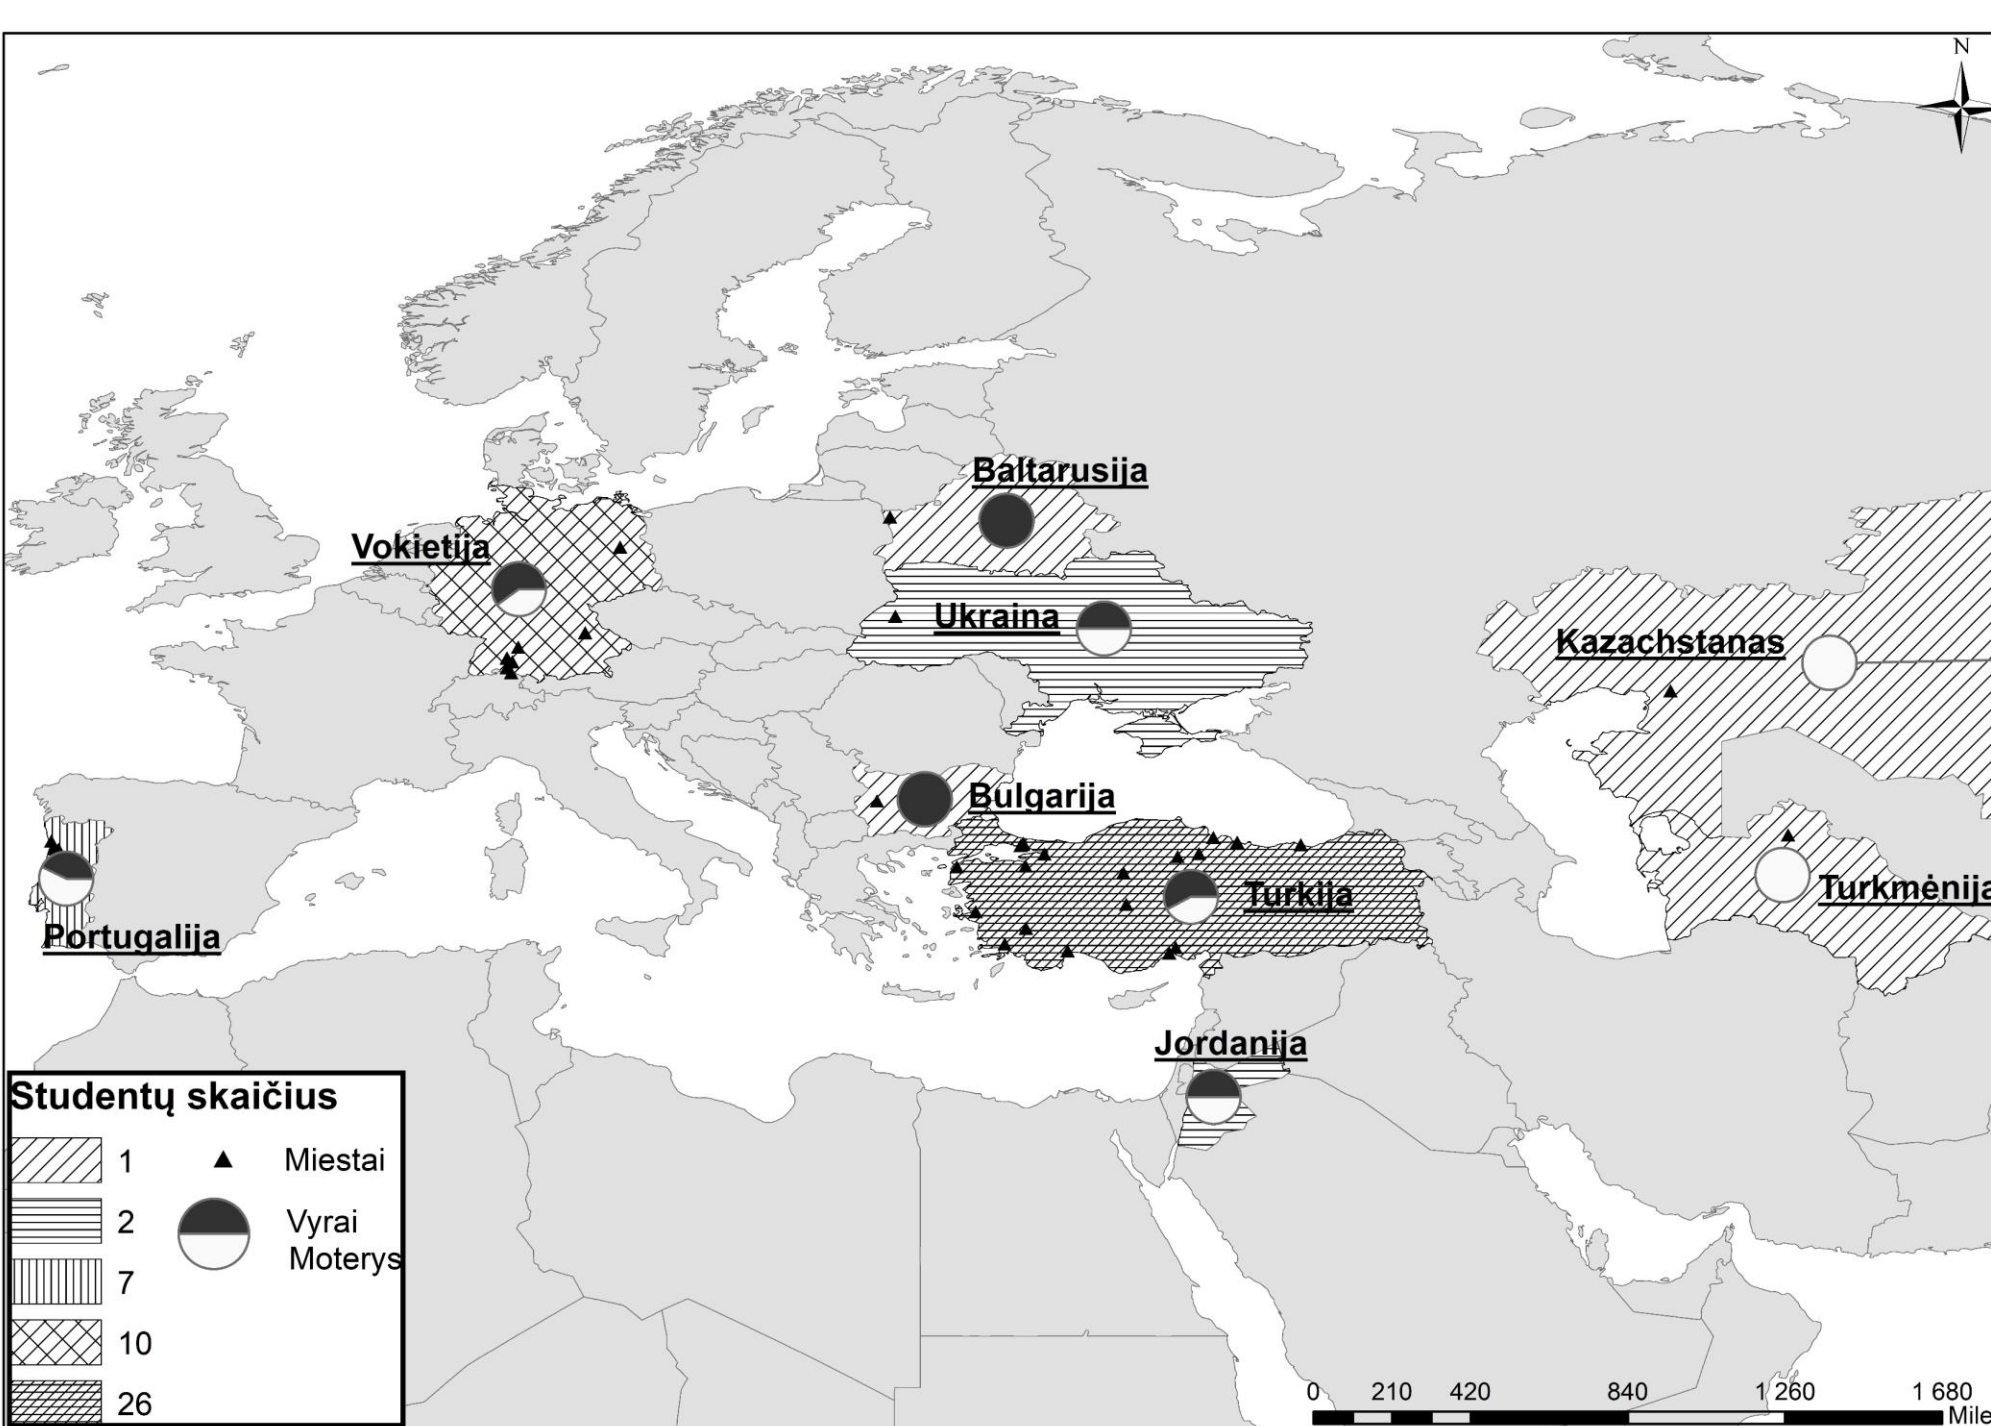 N
Baltarusija
Vokietija
Ukraina
Kazachstanas
Bulgarija
Turkija
Turkmėnija
Portugalija
Jordanija
Studentų skaičius
1
Miestai
2
Vyrai
Moterys
7
10
26
0 210 420 840 1 260 1 680
Mile